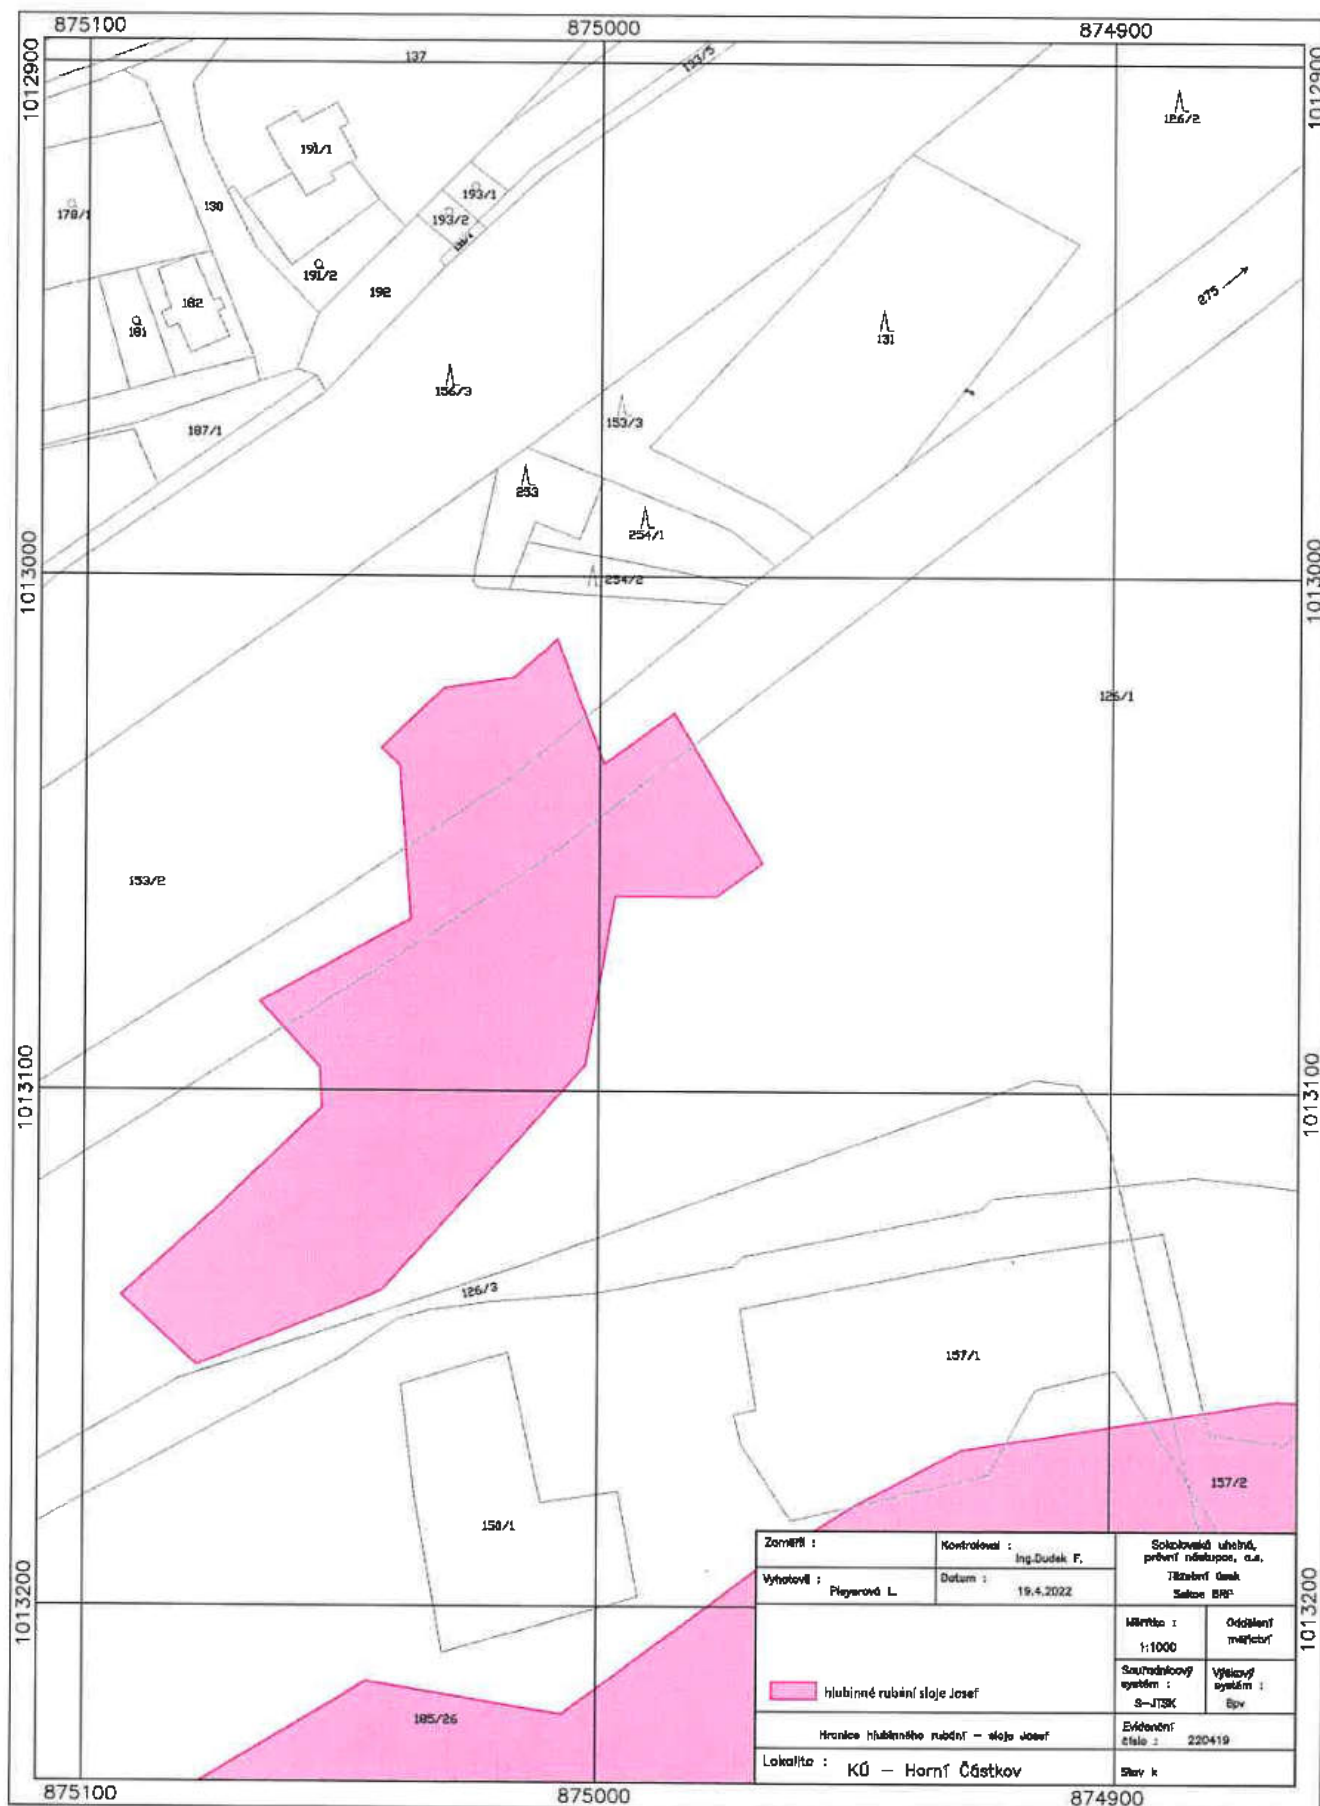 875100 875000 874900
1012900 1012900
137
193/5
126/2
191/1
193/1
178/1
130
193/2
191/2
192
182
181
275
131
156/3
153/3
187/1
253
254/1
1013000 1013000
254/2
126/1
153/2
1013100 1013100
126/3
157/1
157/2
150/1
Zaměřil :
Kontroloval :
Ing.Dudek F.
Sokolovská uhelná,
právní nástupce, a.s.
Těžební úsek
Sekce BRP
Vyhotovil :
Pleyerová L.
Datum :
19.4.2022
1013200 1013200
Měřítko :
1:1000
Oddělení
měřictví
Souřadnicový
systém :
S-JTSK
Výškový
systém :
Bpv
hlubinné rubání sloje Josef
185/26
Hranice hlubinného rubání – sloje Josef
Evidenční
číslo : 220419
Lokalita : KÚ – Horní Částkov
Stav k
875100 875000 874900